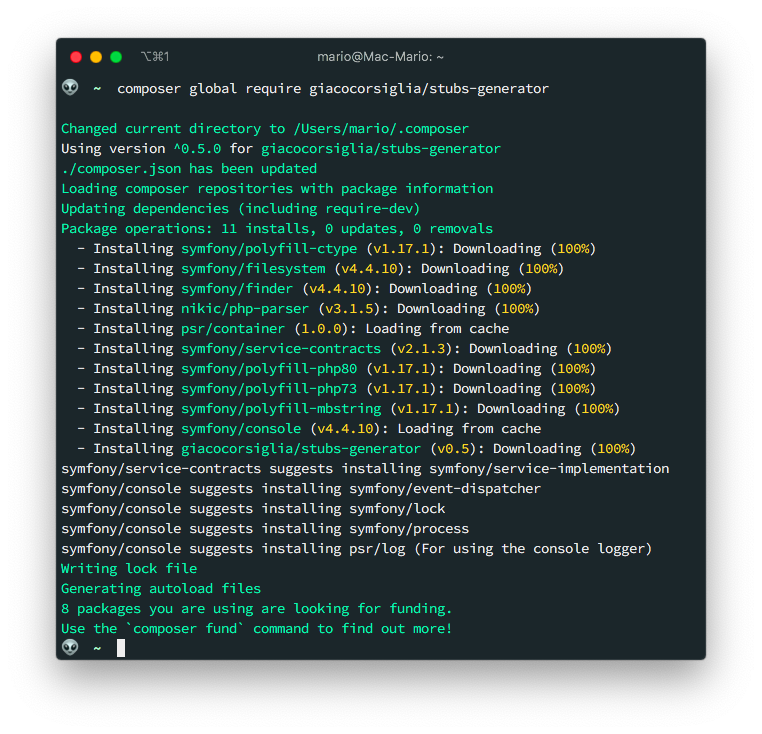 ⌥⌘1
mario@Mac-Mario: ~
👽 ~ composer global require giacocorsiglia/stubs-generator
Changed current directory to /Users/mario/.composer
Using version ^0.5.0 for giacocorsiglia/stubs-generator
./composer.json has been updated
Loading composer repositories with package information
Updating dependencies (including require-dev)
Package operations: 11 installs, 0 updates, 0 removals
- Installing symfony/polyfill-ctype (v1.17.1): Downloading (100%)
- Installing symfony/filesystem (v4.4.10): Downloading (100%)
- Installing symfony/finder (v4.4.10): Downloading (100%)
- Installing nikic/php-parser (v3.1.5): Downloading (100%)
- Installing psr/container (1.0.0): Loading from cache
- Installing symfony/service-contracts (v2.1.3): Downloading (100%)
- Installing symfony/polyfill-php80 (v1.17.1): Downloading (100%)
- Installing symfony/polyfill-php73 (v1.17.1): Downloading (100%)
- Installing symfony/polyfill-mbstring (v1.17.1): Downloading (100%)
- Installing symfony/console (v4.4.10): Loading from cache
- Installing giacocorsiglia/stubs-generator (v0.5): Downloading (100%)
symfony/service-contracts suggests installing symfony/service-implementation
symfony/console suggests installing symfony/event-dispatcher
symfony/console suggests installing symfony/lock
symfony/console suggests installing symfony/process
symfony/console suggests installing psr/log (For using the console logger)
Writing lock file
Generating autoload files
8 packages you are using are looking for funding.
Use the `composer fund` command to find out more!
👽 ~